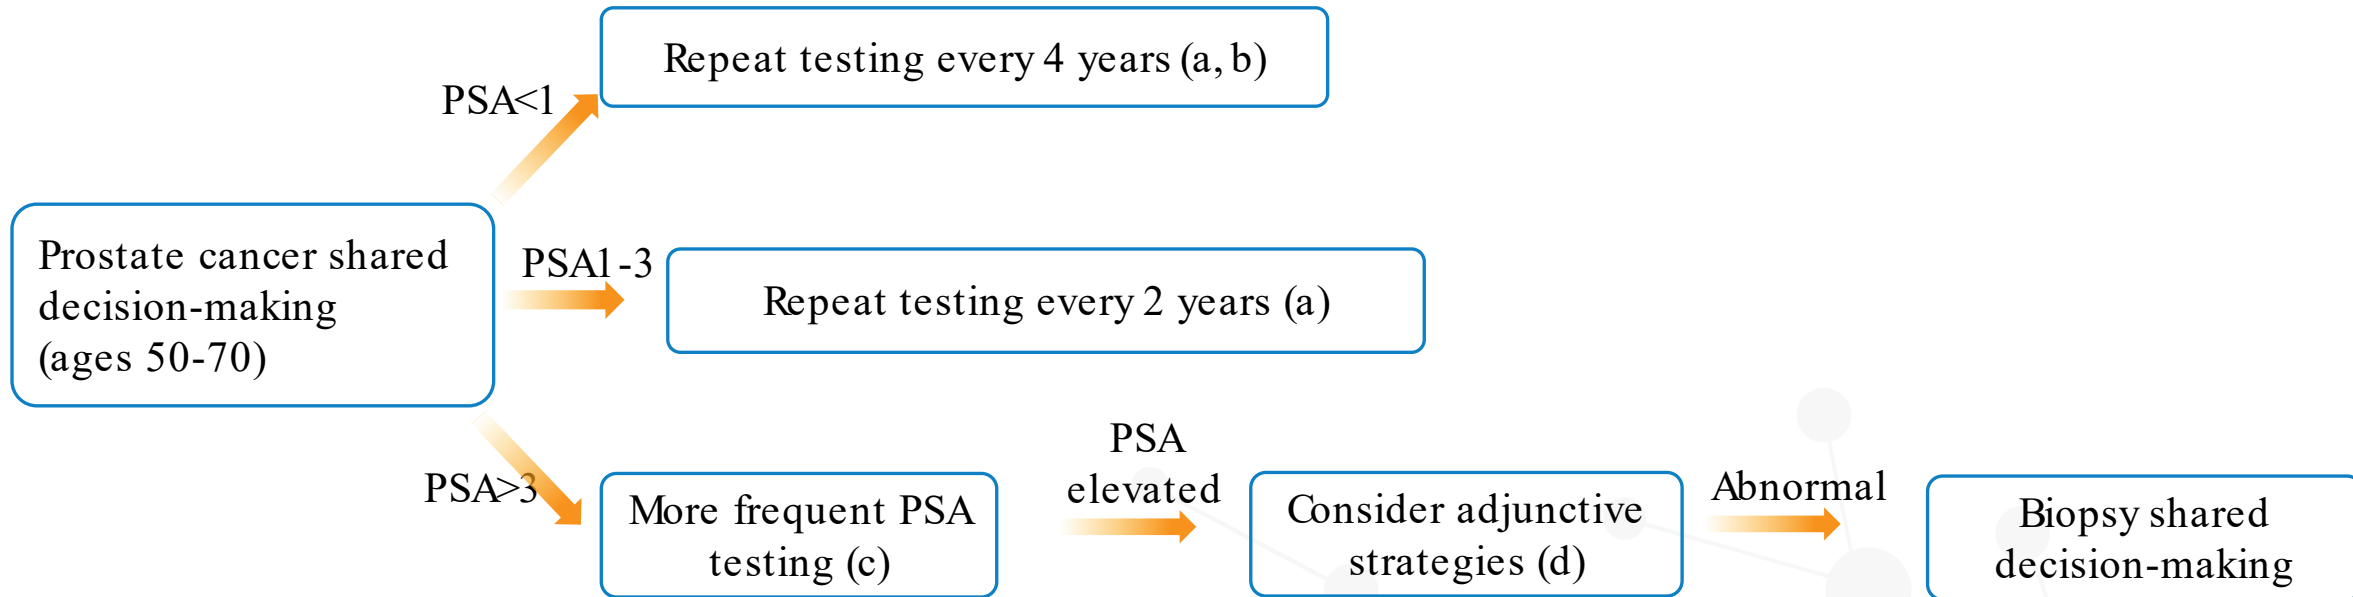 PSA<1
Repeat testing every 4 years (a, b)
Prostate cancer shared
decision-making
(ages 50-70)
PSA1-3
Repeat testing every 2 years (a)
PSA>3
More frequent PSA
testing (c)
PSA
elevated
Consider adjunctive
strategies (d)
Abnormal
Biopsy shared
decision-making